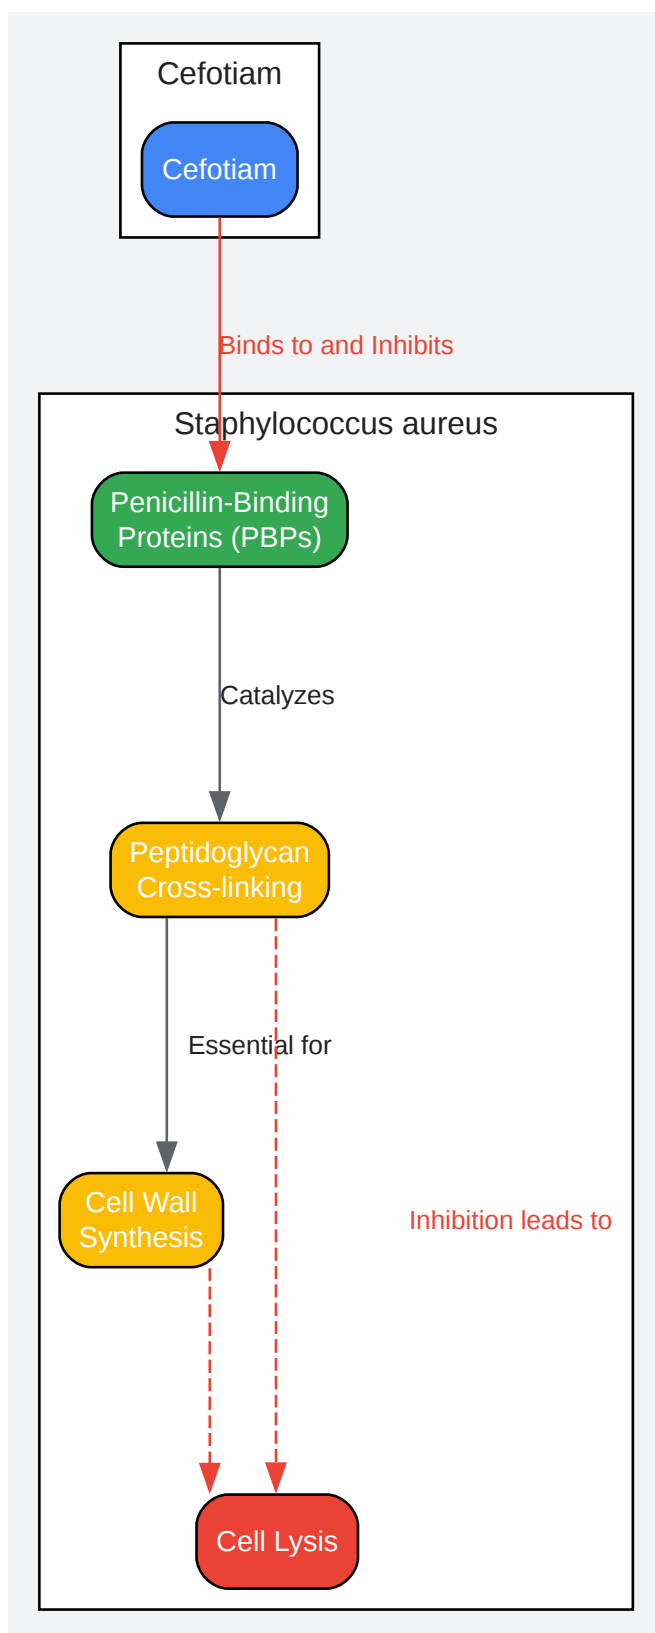 Cefotiam
Cefotiam
Binds to and Inhibits
Staphylococcus aureus
Penicillin-Binding
Proteins (PBPs)
Catalyzes
Peptidoglycan
Cross-linking
Essential for
Cell Wall
Synthesis
Inhibition leads to
Cell Lysis